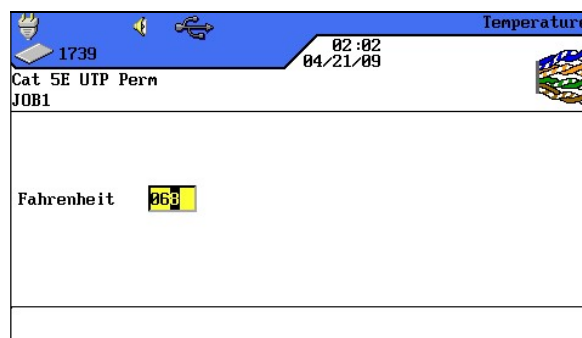 Temperature
1739
02:02
04/21/09
Cat 5E UTP Perm
JOB1
Fahrenheit 068